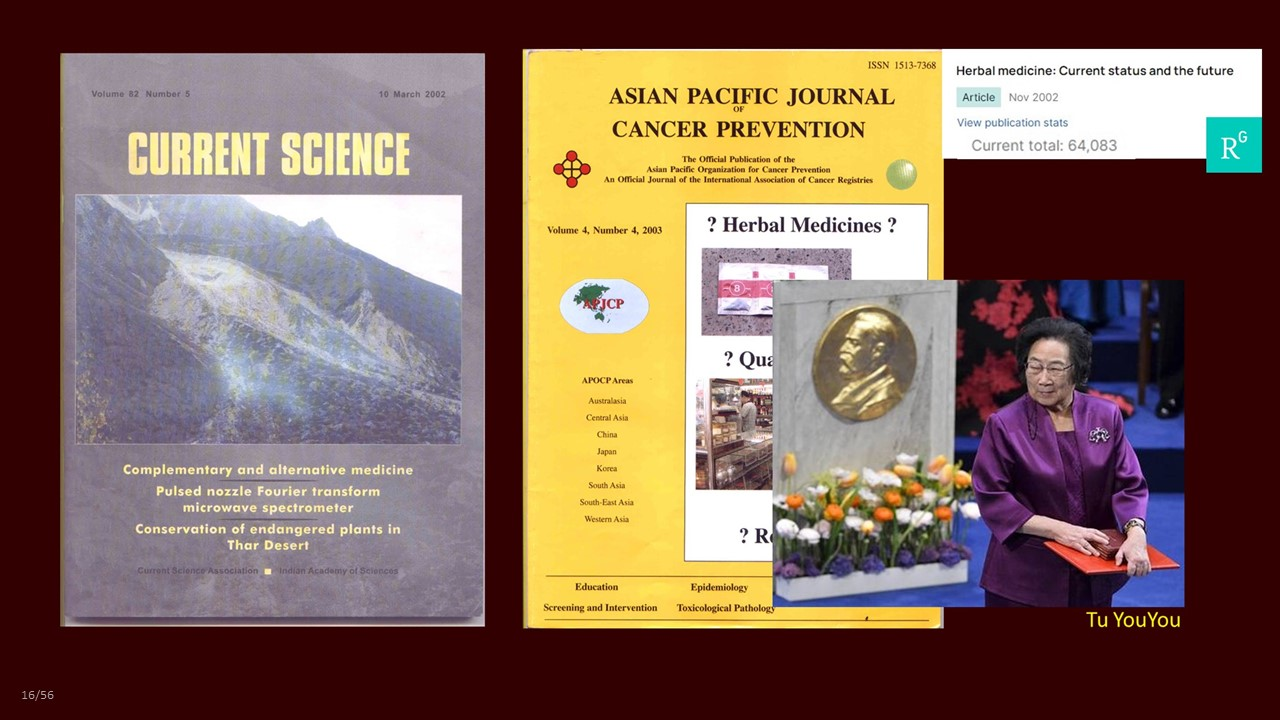 Volume 82 Number 5
10 March 2002
CURRENT SCIENCE
Complementary and alternative medicine
Pulsed nozzle Fourier transform
microwave spectrometer
Conservation of endangered plants in
Thar Desert
Current Science Association
Indian Academy of Sciences
ISSN 1513-7368
ASIAN PACIFIC JOURNAL
OF
CANCER PREVENTION
The Official Publication of the
Asian Pacific Organization for Cancer Prevention
An Official Journal of the International Association of Cancer Registries
Volume 4, Number 4, 2003
APJCP
APOCP Areas
Australasia
Central Asia
China
Japan
Korea
South Asia
South-East Asia
Western Asia
? Herbal Medicines ?
8
? Qua
? R
Education
Epidemiology
Screening and Intervention
Toxicological Pathology
Herbal medicine: Current status and the future
Article
Nov 2002
View publication stats
Current total: 64,083
RG
Tu YouYou
16/56